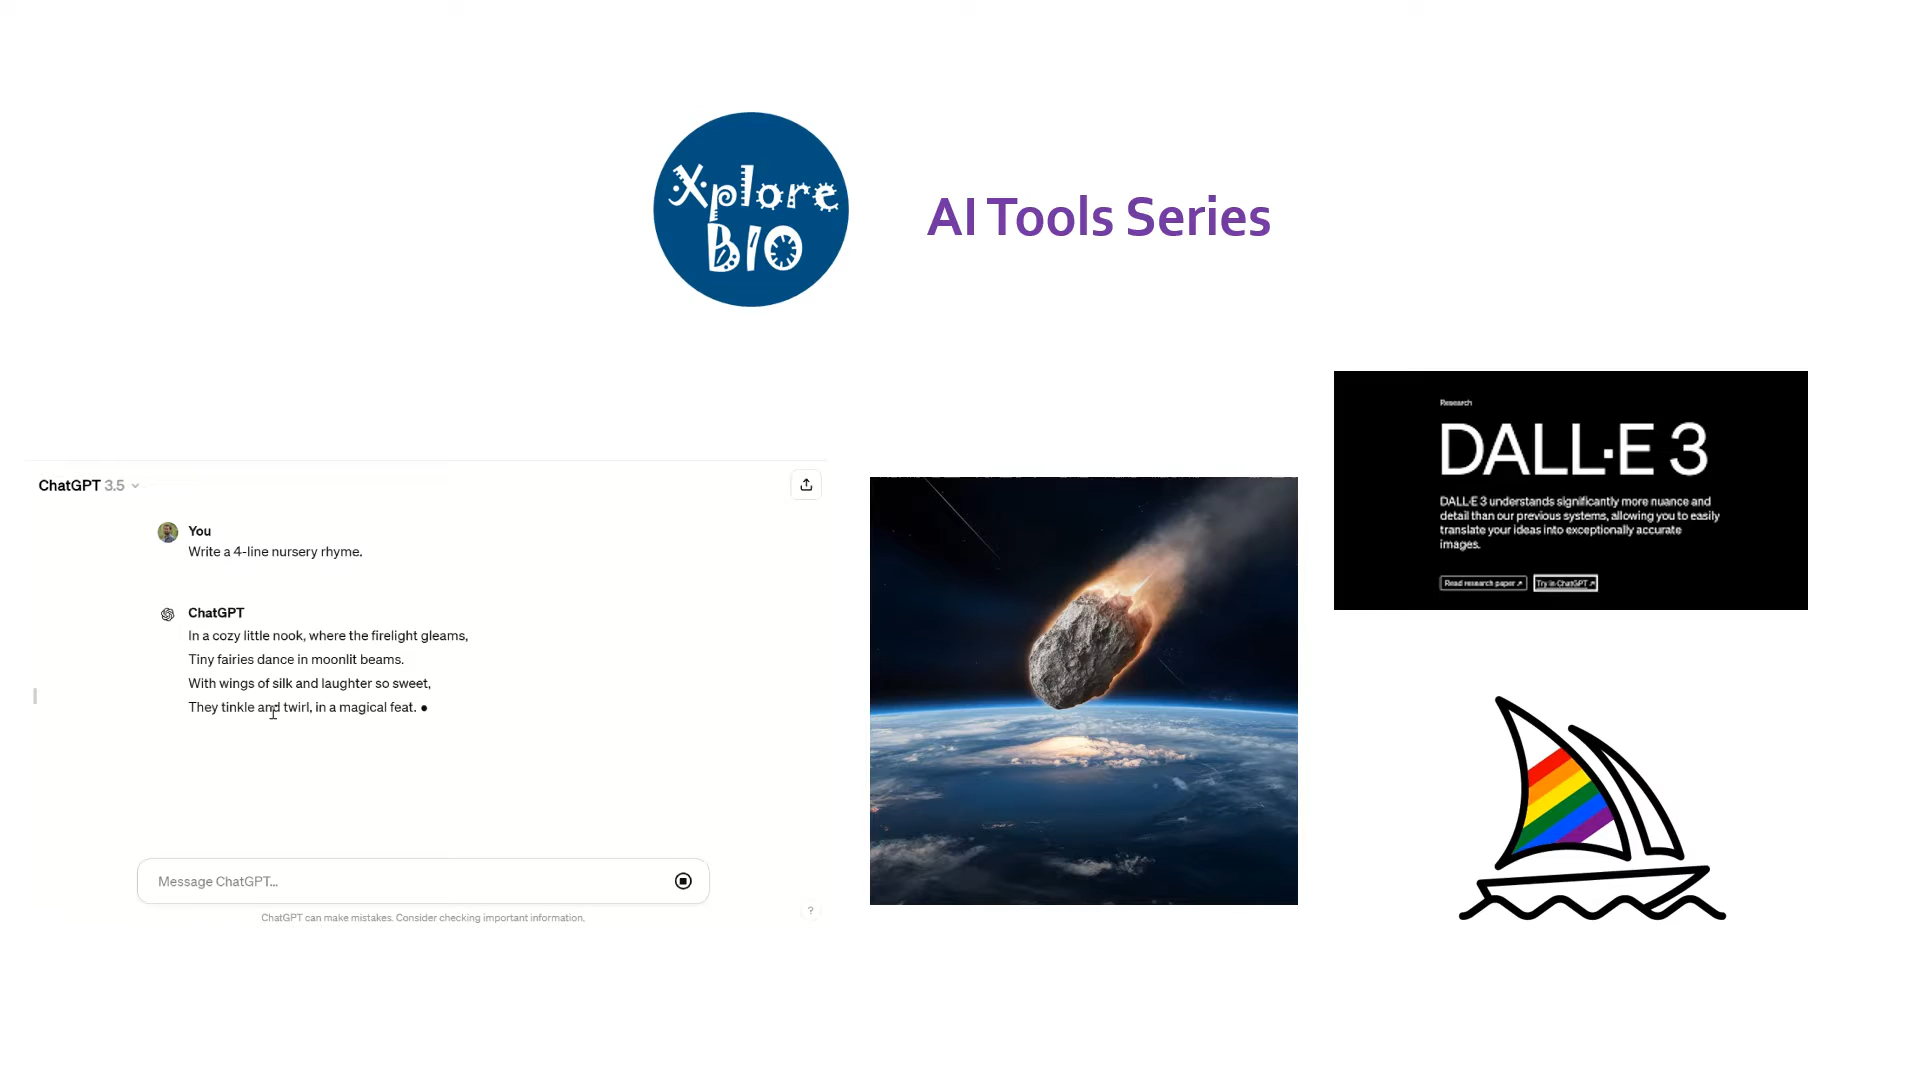 Xplore
BIO
AI Tools Series
ChatGPT 3.5
You
Write a 4-line nursery rhyme.
ChatGPT
In a cozy little nook, where the firelight gleams,
Tiny fairies dance in moonlit beams.
With wings of silk and laughter so sweet,
They tinkle and twirl, in a magical feat.
Message ChatGPT...
ChatGPT can make mistakes. Consider checking important information.
?
Research
DALL·E 3
DALL·E 3 understands significantly more nuance and
detail than our previous systems, allowing you to easily
translate your ideas into exceptionally accurate
images.
Read research paper ↗
Try in ChatGPT ↗